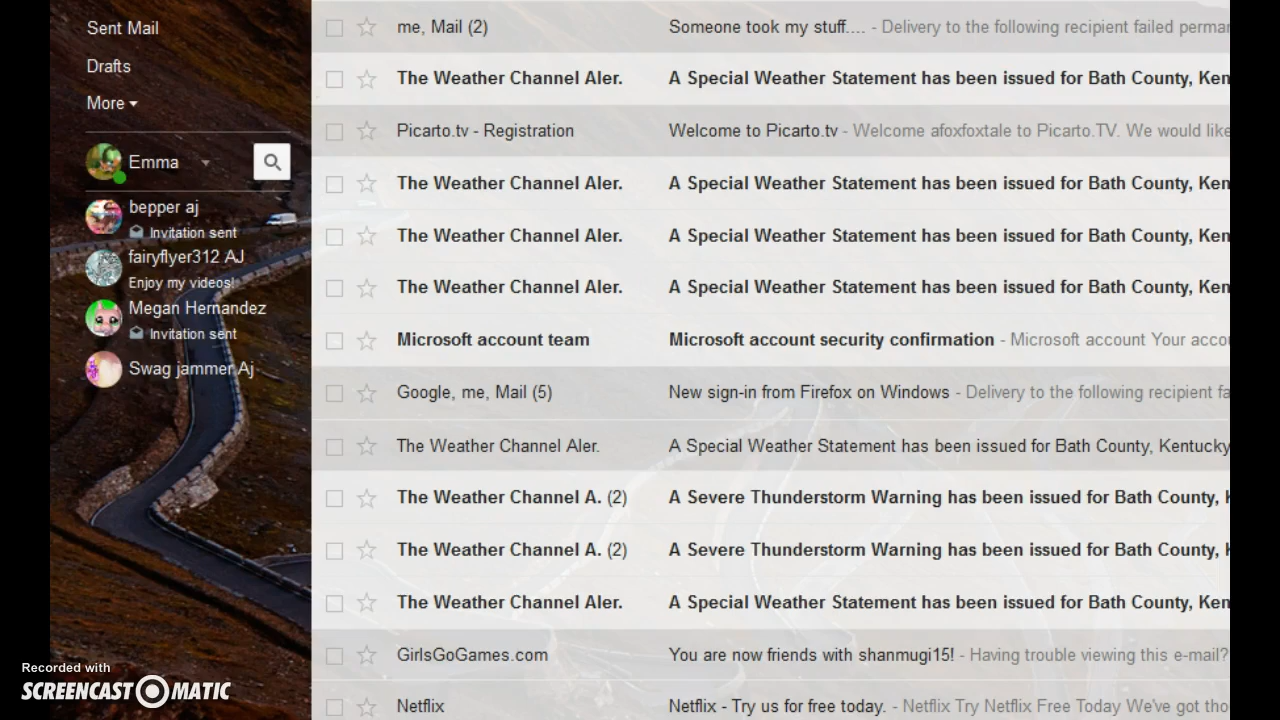 Sent Mail
Drafts
More
Emma
bepper aj
Invitation sent
fairyflyer312 AJ
Enjoy my videos!
Megan Hernandez
Invitation sent
Swag jammer Aj
me, Mail (2) Someone took my stuff.... - Delivery to the following recipient failed perma
The Weather Channel Aler. A Special Weather Statement has been issued for Bath County, Ken
Picarto.tv - Registration Welcome to Picarto.tv - Welcome afoxfoxtale to Picarto.TV. We would like
The Weather Channel Aler. A Special Weather Statement has been issued for Bath County, Ken
The Weather Channel Aler. A Special Weather Statement has been issued for Bath County, Ken
The Weather Channel Aler. A Special Weather Statement has been issued for Bath County, Ken
Microsoft account team Microsoft account security confirmation - Microsoft account Your accou
Google, me, Mail (5) New sign-in from Firefox on Windows - Delivery to the following recipient fa
The Weather Channel Aler. A Special Weather Statement has been issued for Bath County, Kentucky
The Weather Channel A. (2) A Severe Thunderstorm Warning has been issued for Bath County, K
The Weather Channel A. (2) A Severe Thunderstorm Warning has been issued for Bath County, K
The Weather Channel Aler. A Special Weather Statement has been issued for Bath County, Ken
GirlsGoGames.com You are now friends with shanmugi15! - Having trouble viewing this e-mail?
Netflix Netflix - Try us for free today. - Netflix Try Netflix Free Today We've got tho
Recorded with
SCREENCAST MATIC